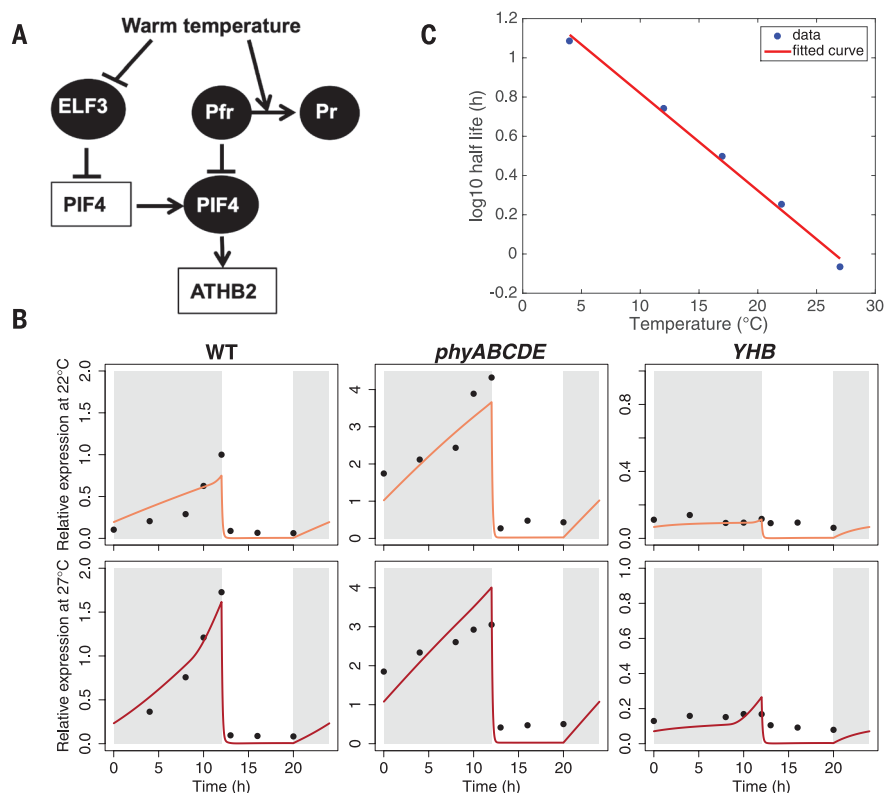 A
Warm temperature
ELF3
Pfr
Pr
PIF4
PIF4
ATHB2
C
1.2
1
0.8
0.6
0.4
0.2
0
-0.2
0
5
10
15
20
25
30
log10 half life (h)
Temperature (°C)
data
fitted curve
B
WT
phyABCDE
YHB
Relative expression at 22°C
2.0
1.5
1.0
0.5
0.0
4
3
2
1
0
0.8
0.4
0.0
Relative expression at 27°C
2.0
1.5
1.0
0.5
0.0
4
3
2
1
0
1.0
0.8
0.6
0.4
0.2
0.0
0 5 10 15 20
0 5 10 15 20
0 5 10 15 20
Time (h)
Time (h)
Time (h)